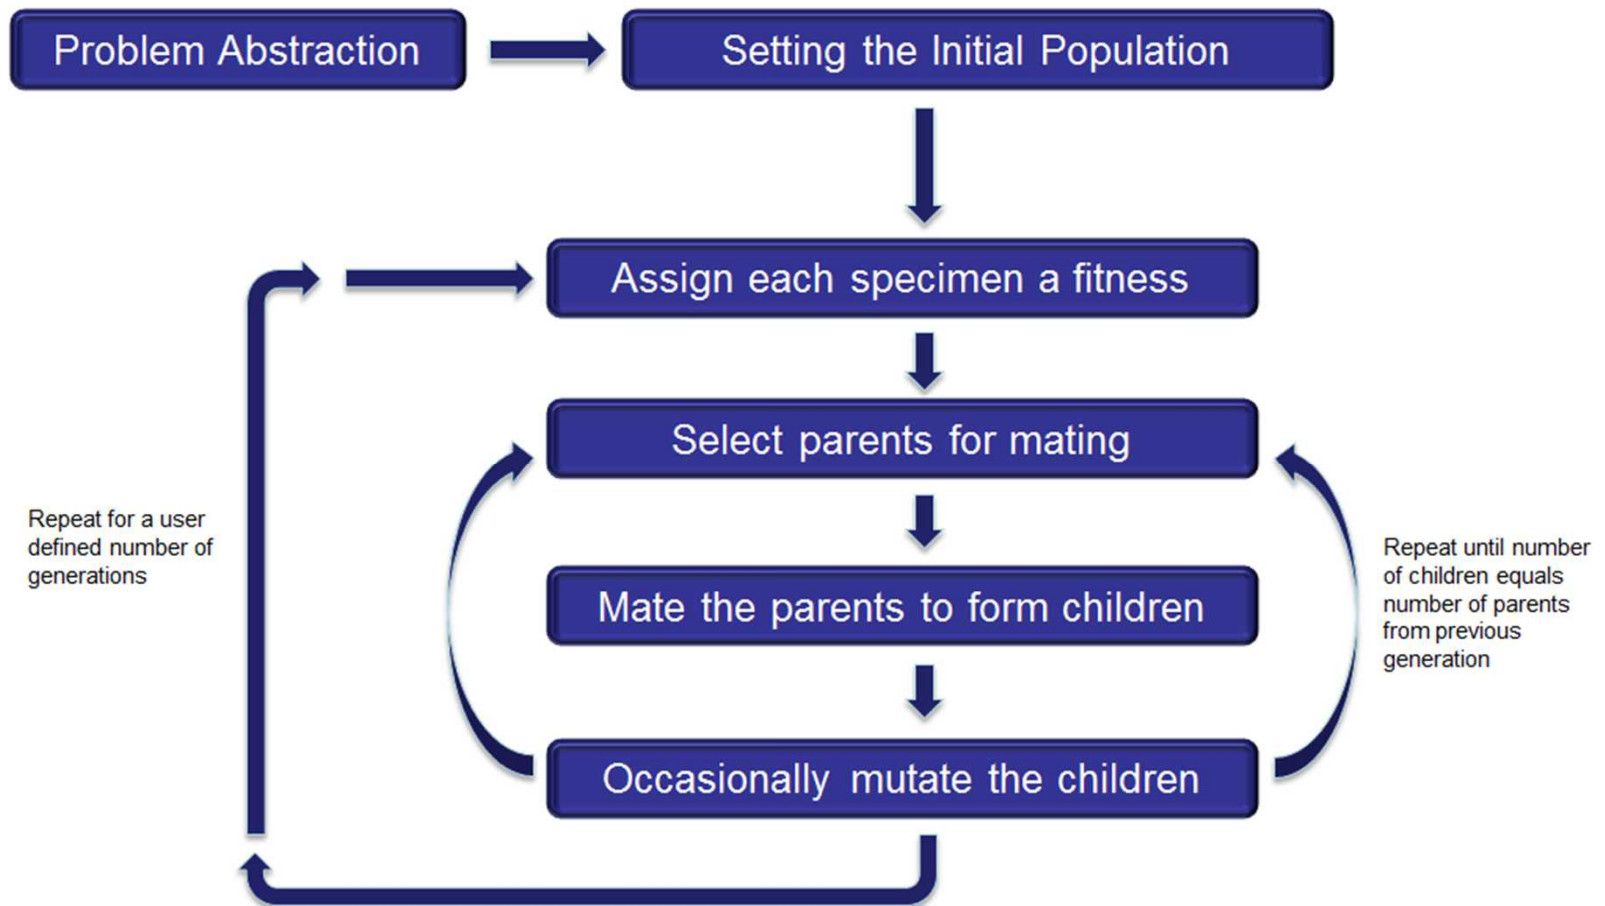 Problem Abstraction
Setting the Initial Population
Assign each specimen a fitness
Select parents for mating
Repeat for a user
defined number of
generations
Mate the parents to form children
Repeat until number
of children equals
number of parents
from previous
generation
Occasionally mutate the children